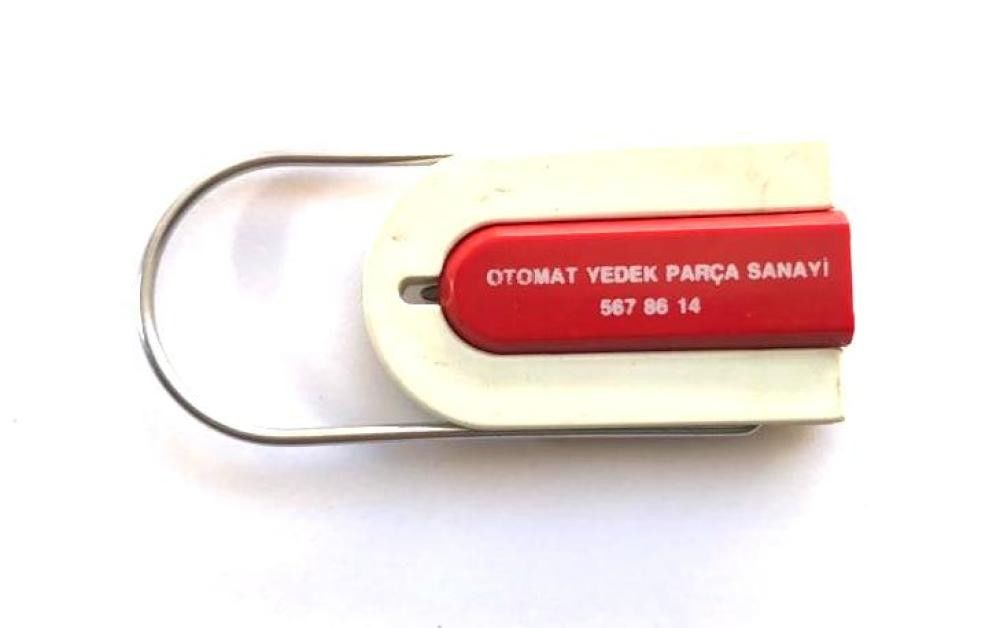 OTOMAT YEDEK PARÇA SANAYİ
567 86 14